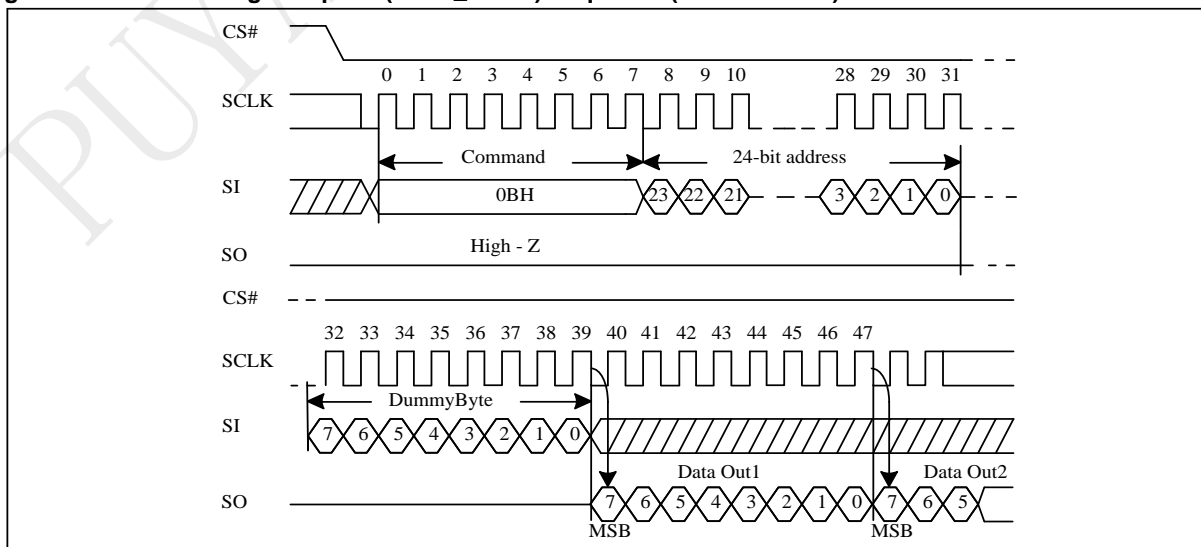 PUYA
CS#
0 1 2 3 4 5 6 7 8 9 10 28 29 30 31
SCLK
Command 24-bit address
SI 0BH 23 22 21 3 2 1 0
SO High - Z
CS#
32 33 34 35 36 37 38 39 40 41 42 43 44 45 46 47
SCLK
DummyByte
SI 7 6 5 4 3 2 1 0
Data Out1 Data Out2
SO 7 6 5 4 3 2 1 0 7 6 5
MSB MSB